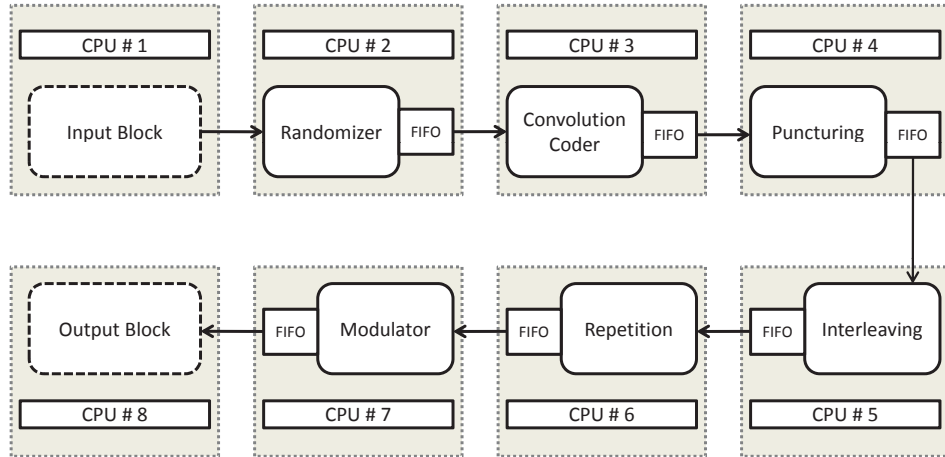 CPU # 1
CPU # 2
CPU # 3
CPU # 4
Input Block
Randomizer
FIFO
Convolution
Coder
FIFO
Puncturing
FIFO
Output Block
FIFO
Modulator
FIFO
Repetition
FIFO
Interleaving
CPU # 8
CPU # 7
CPU # 6
CPU # 5